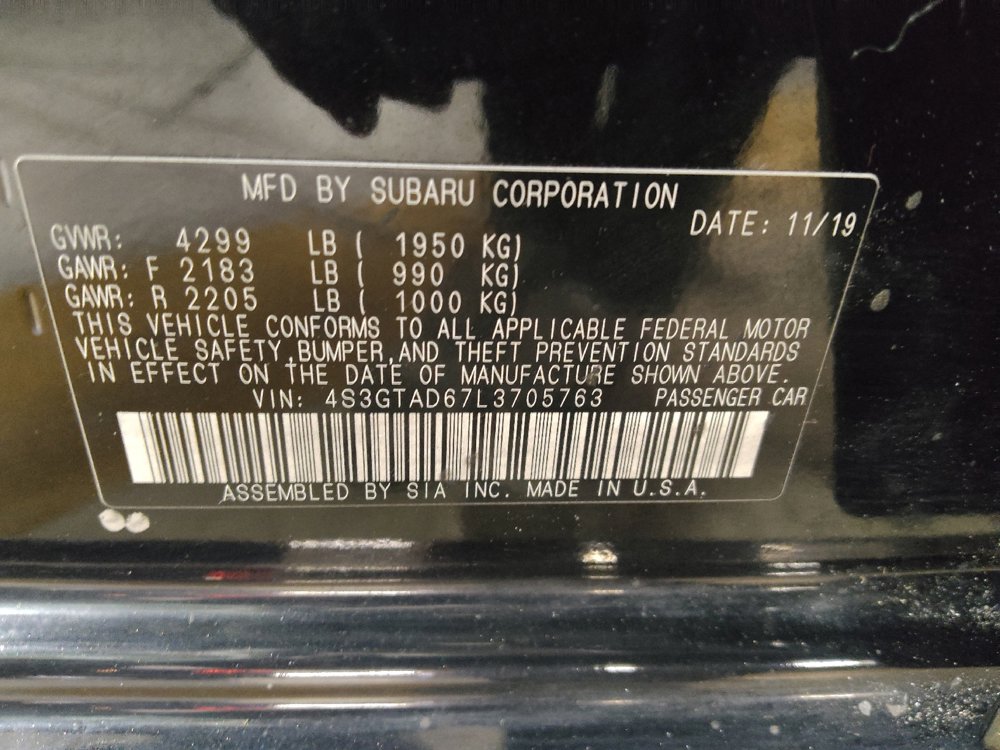 MFD BY SUBARU CORPORATION
DATE: 11/19
GVWR: 4299 LB ( 1950 KG)
GAWR: F 2183 LB ( 990 KG)
GAWR: R 2205 LB ( 1000 KG)
THIS VEHICLE CONFORMS TO ALL APPLICABLE FEDERAL MOTOR
VEHICLE SAFETY,BUMPER,AND THEFT PREVENTION STANDARDS
IN EFFECT ON THE DATE OF MANUFACTURE SHOWN ABOVE.
VIN: 4S3GTAD67L3705763 PASSENGER CAR
ASSEMBLED BY SIA INC. MADE IN U.S.A.